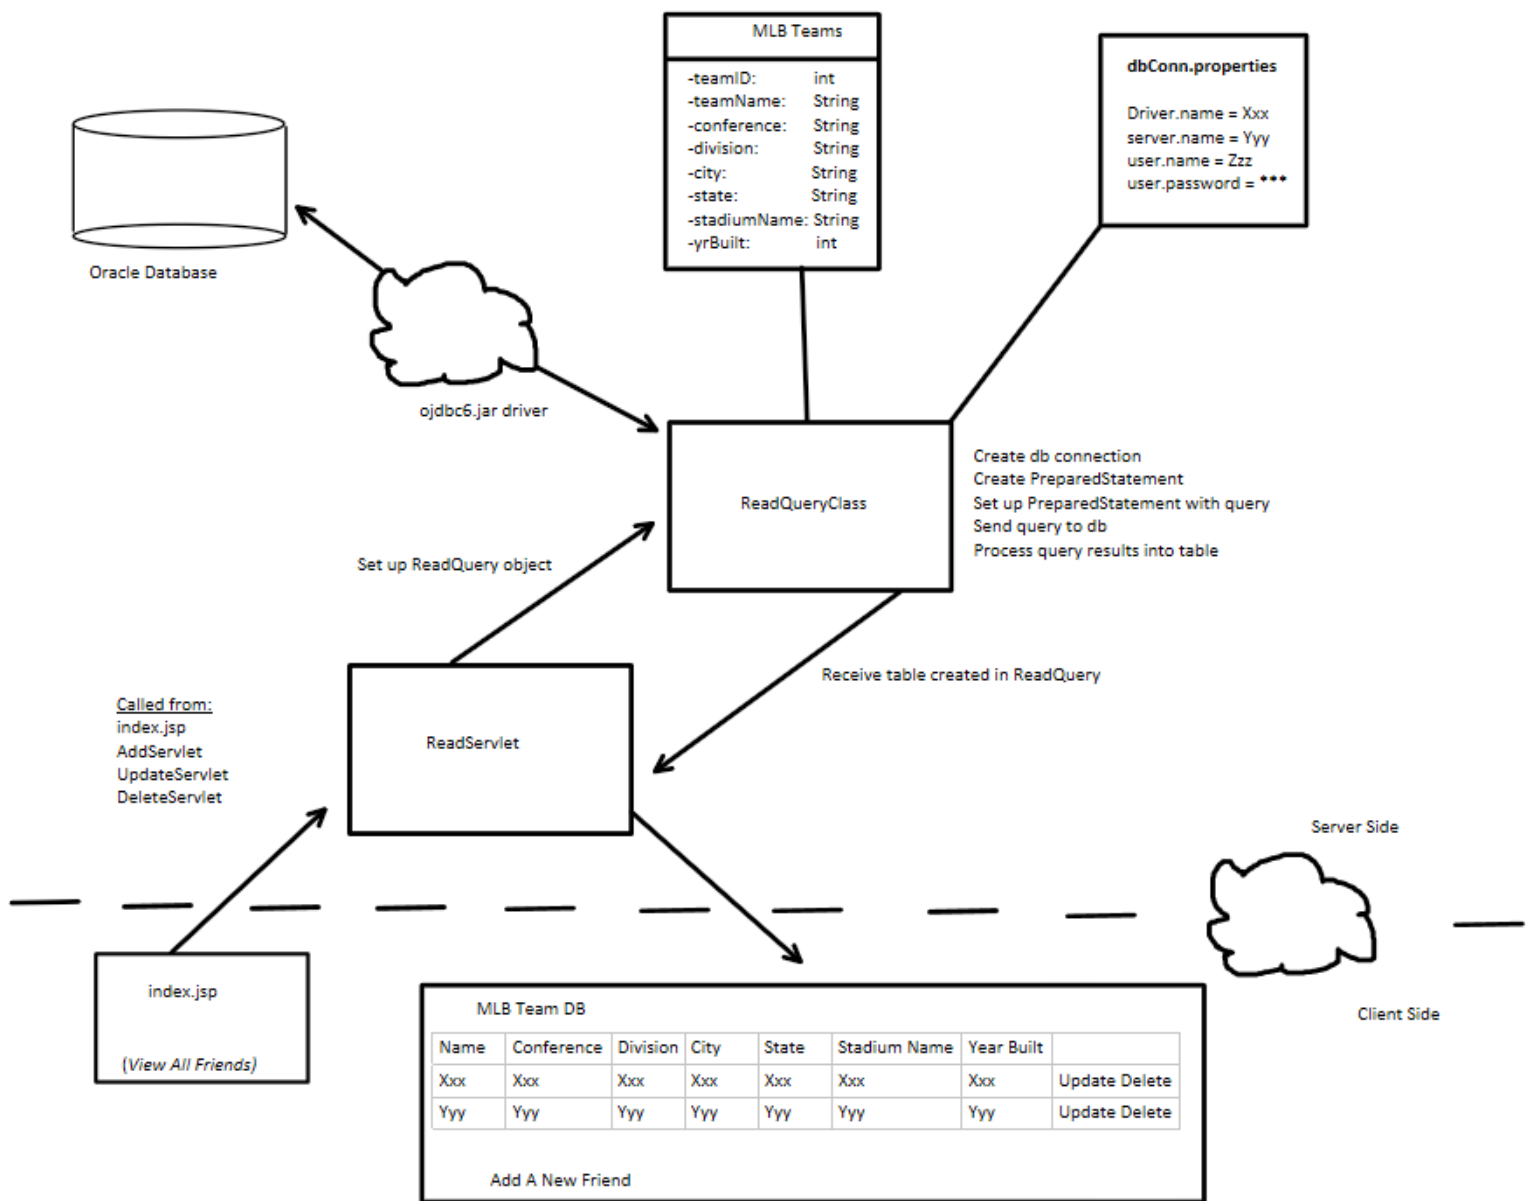 MLB Teams
-teamID: int
-teamName: String
-conference: String
-division: String
-city: String
-state: String
-stadiumName: String
-yrBuilt: int
dbConn.properties
Driver.name = Xxx
server.name = Yyy
user.name = Zzz
user.password = ***
Oracle Database
ojdbc6.jar driver
ReadQueryClass
Create db connection
Create PreparedStatement
Set up PreparedStatement with query
Send query to db
Process query results into table
Set up ReadQuery object
Receive table created in ReadQuery
Called from:
index.jsp
AddServlet
UpdateServlet
DeleteServlet
ReadServlet
Server Side
Client Side
index.jsp
(View All Friends)
MLB Team DB
Name Conference Division City State Stadium Name Year Built
Xxx Xxx Xxx Xxx Xxx Xxx Xxx Update Delete
Yyy Yyy Yyy Yyy Yyy Yyy Yyy Update Delete
Add A New Friend